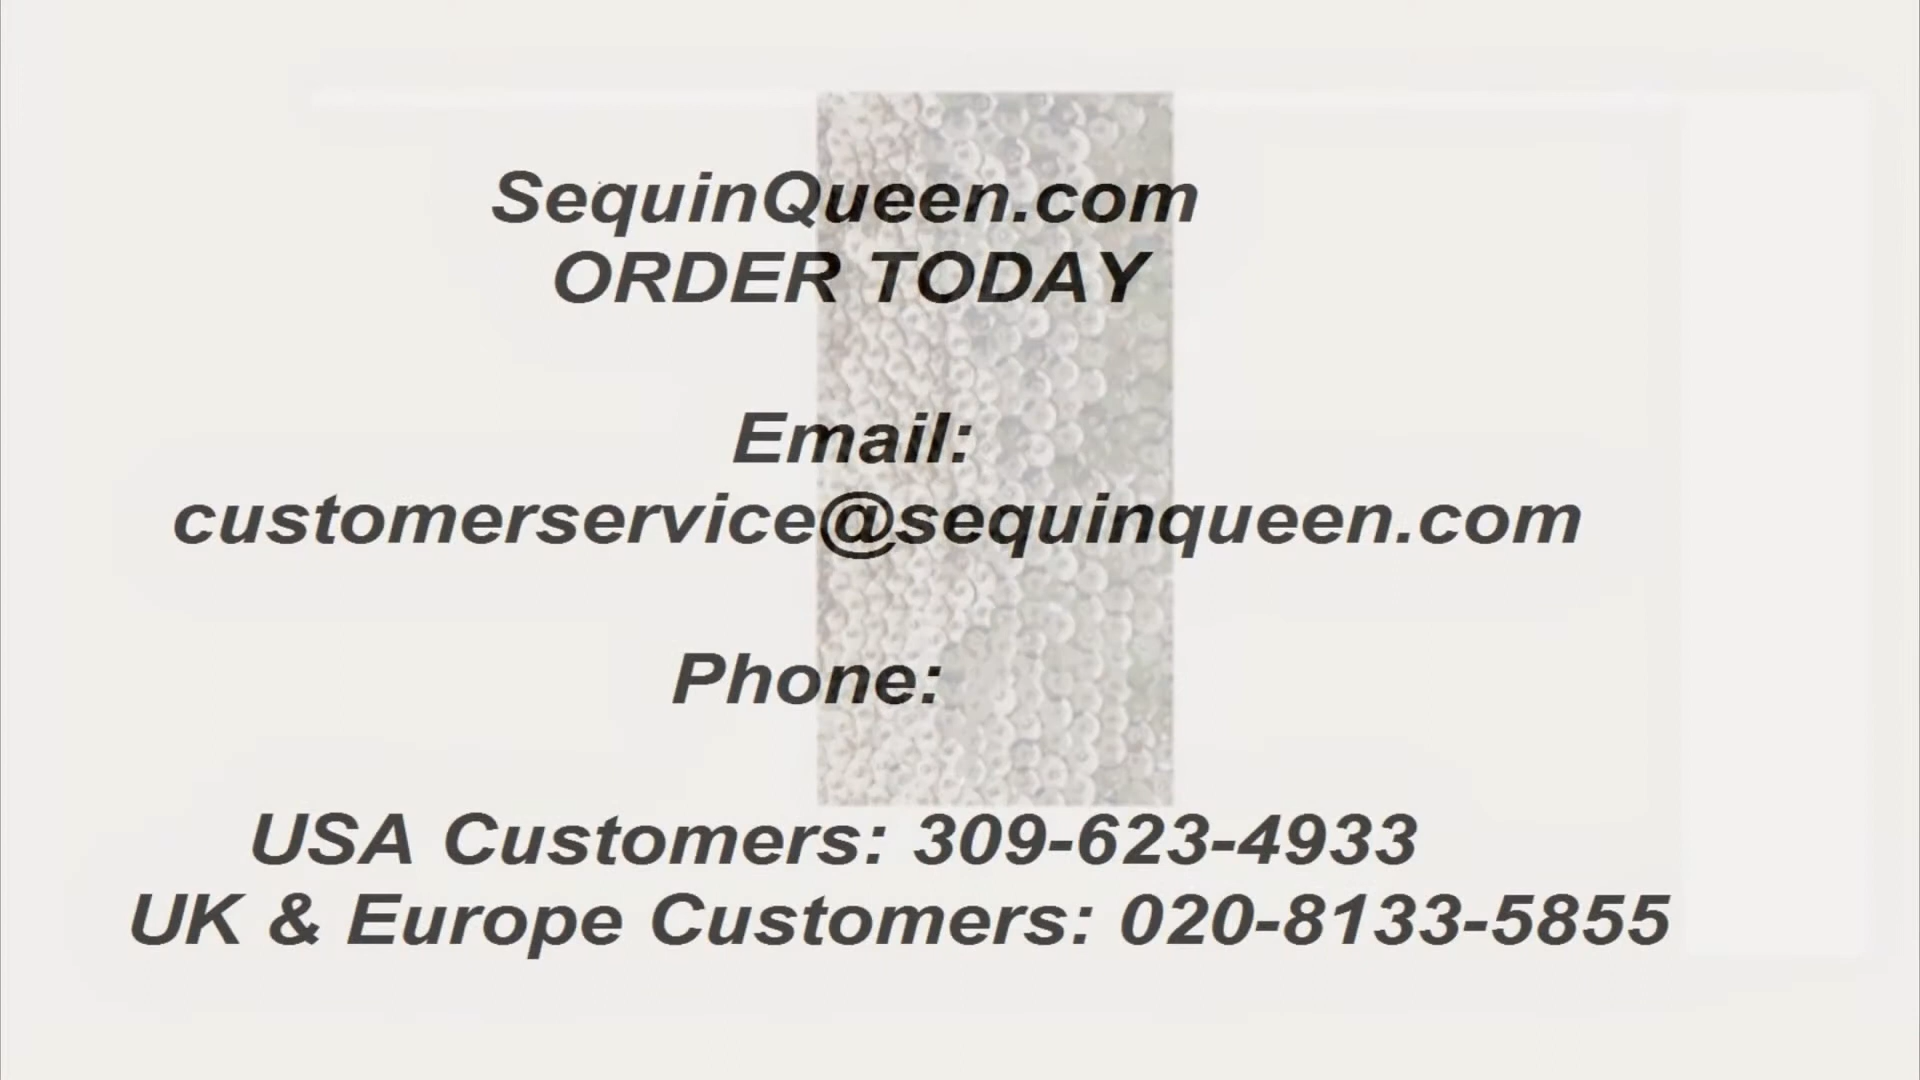 SequinQueen.com
ORDER TODAY
Email:
customerservice@sequinqueen.com
Phone:
USA Customers: 309-623-4933
UK & Europe Customers: 020-8133-5855